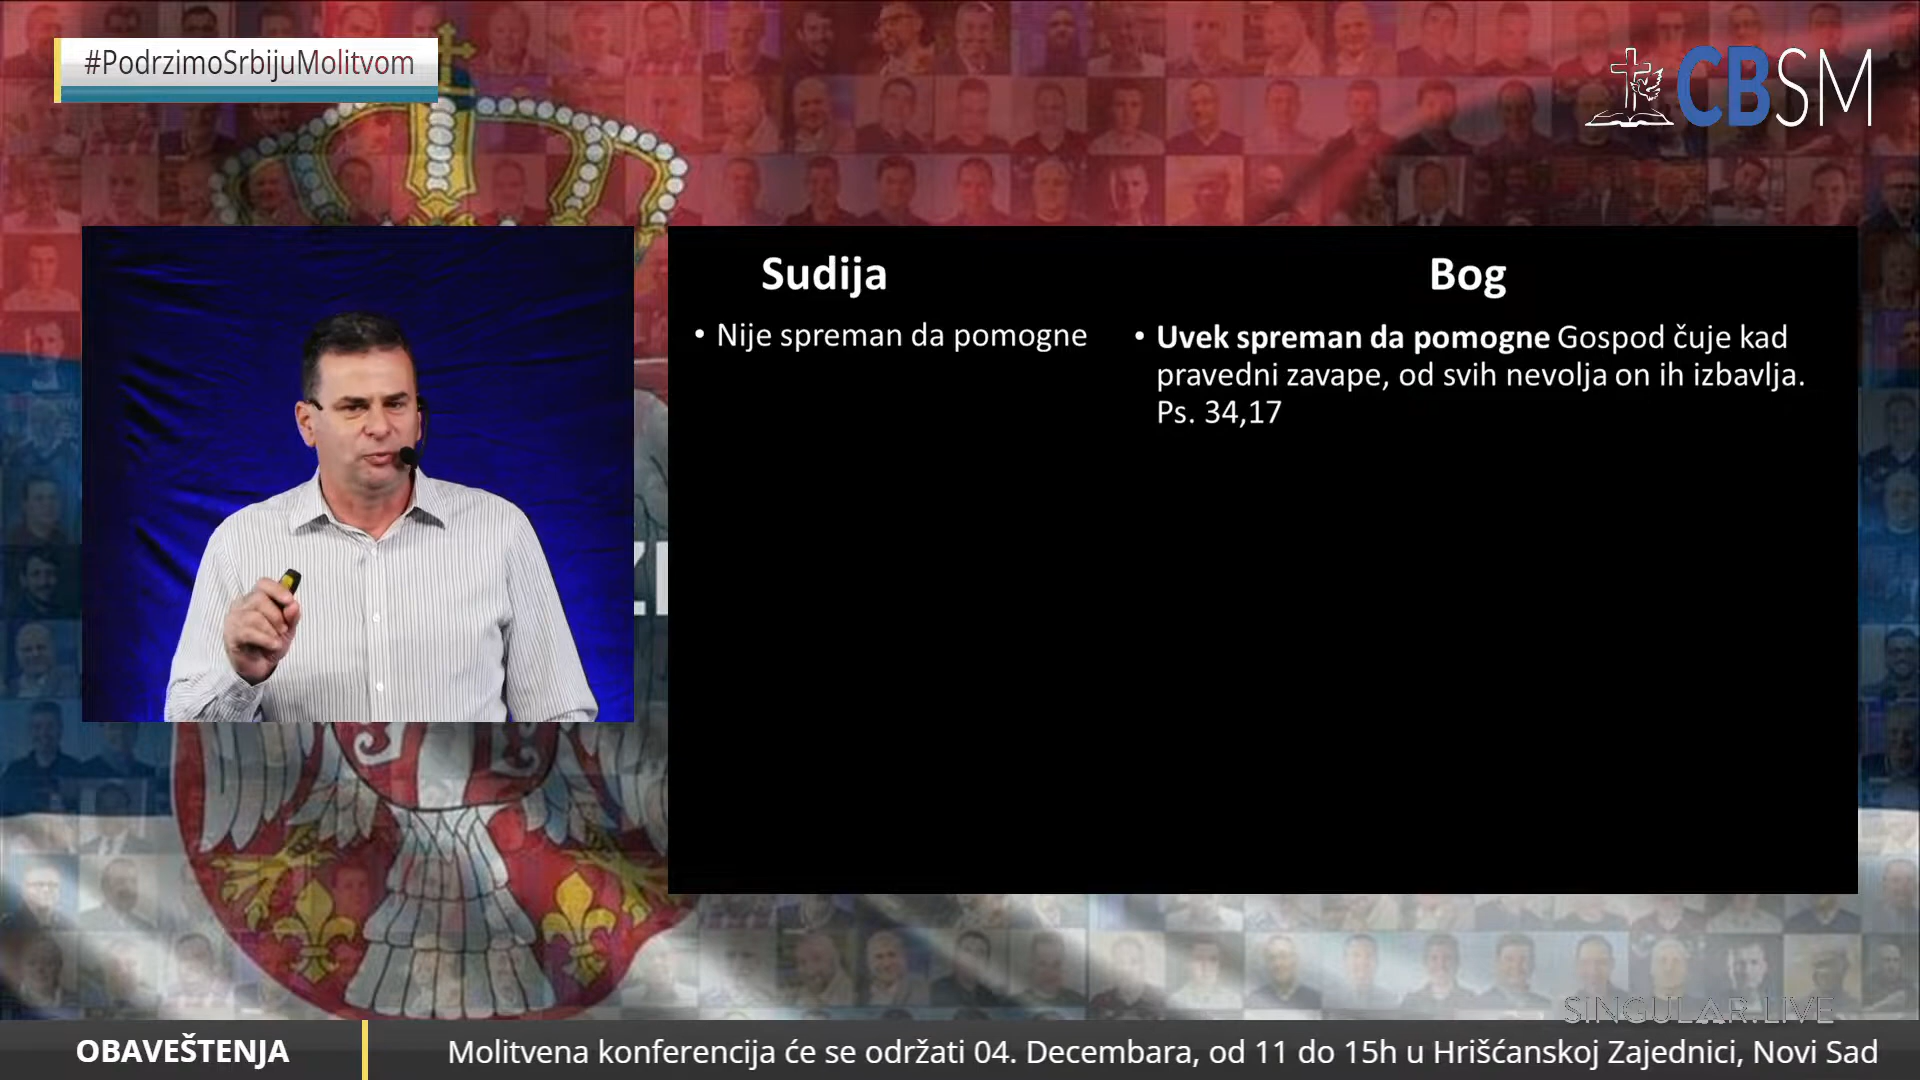 #PodrzimoSrbijuMolitvom
CBSM
Sudija
• Nije spreman da pomogne
Bog
• Uvek spreman da pomogne Gospod čuje kad
pravedni zavape, od svih nevolja on ih izbavlja.
Ps. 34,17
SINGULAR.LIVE
OBAVEŠTENJA
Molitvena konferencija će se održati 04. Decembara, od 11 do 15h u Hrišćanskoj Zajednici, Novi Sad